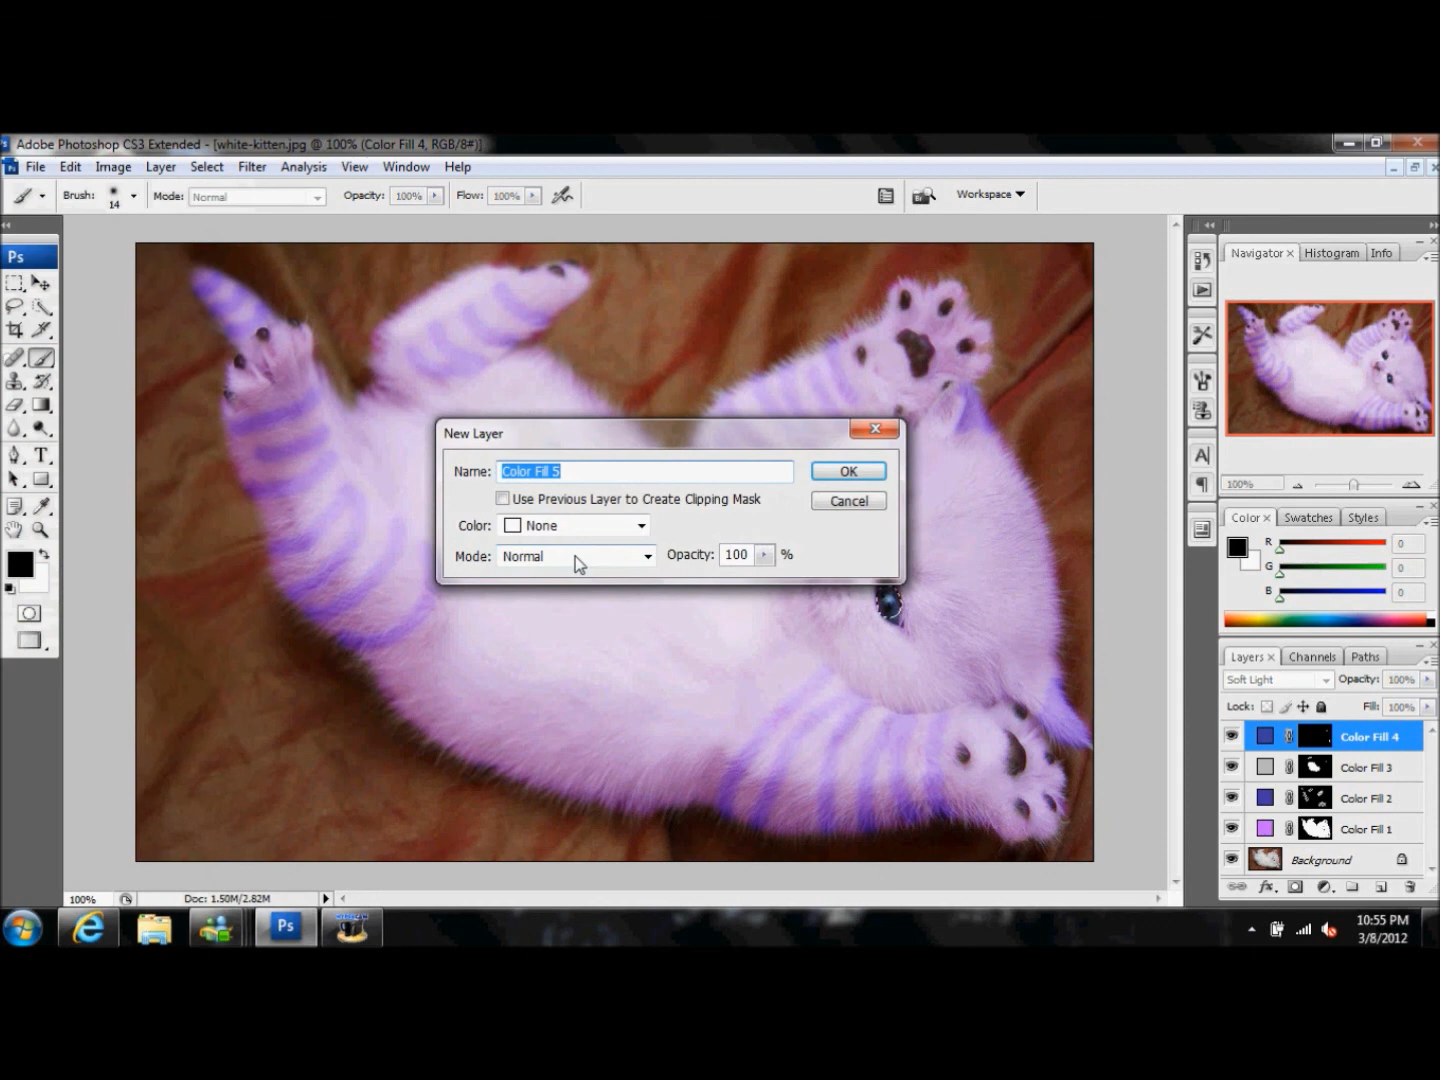 Adobe Photoshop CS3 Extended - [white-kitten.jpg @ 100% (Color Fill 4, RGB/8#)]
File Edit Image Layer Select Filter Analysis View Window Help
Brush: 14 Mode: Normal Opacity: 100% Flow: 100% Workspace
Ps
Navigator Histogram Info
100%
Color Swatches Styles
R 0
G 0
B 0
Layers Channels Paths
Soft Light Opacity: 100%
Lock: Fill: 100%
Color Fill 4
Color Fill 3
Color Fill 2
Color Fill 1
Background
New Layer
Name: Color Fill 5 OK
Use Previous Layer to Create Clipping Mask Cancel
Color: None
Mode: Normal Opacity: 100 %
100% Doc: 1.50M/2.82M
Ps
10:55 PM
3/8/2012